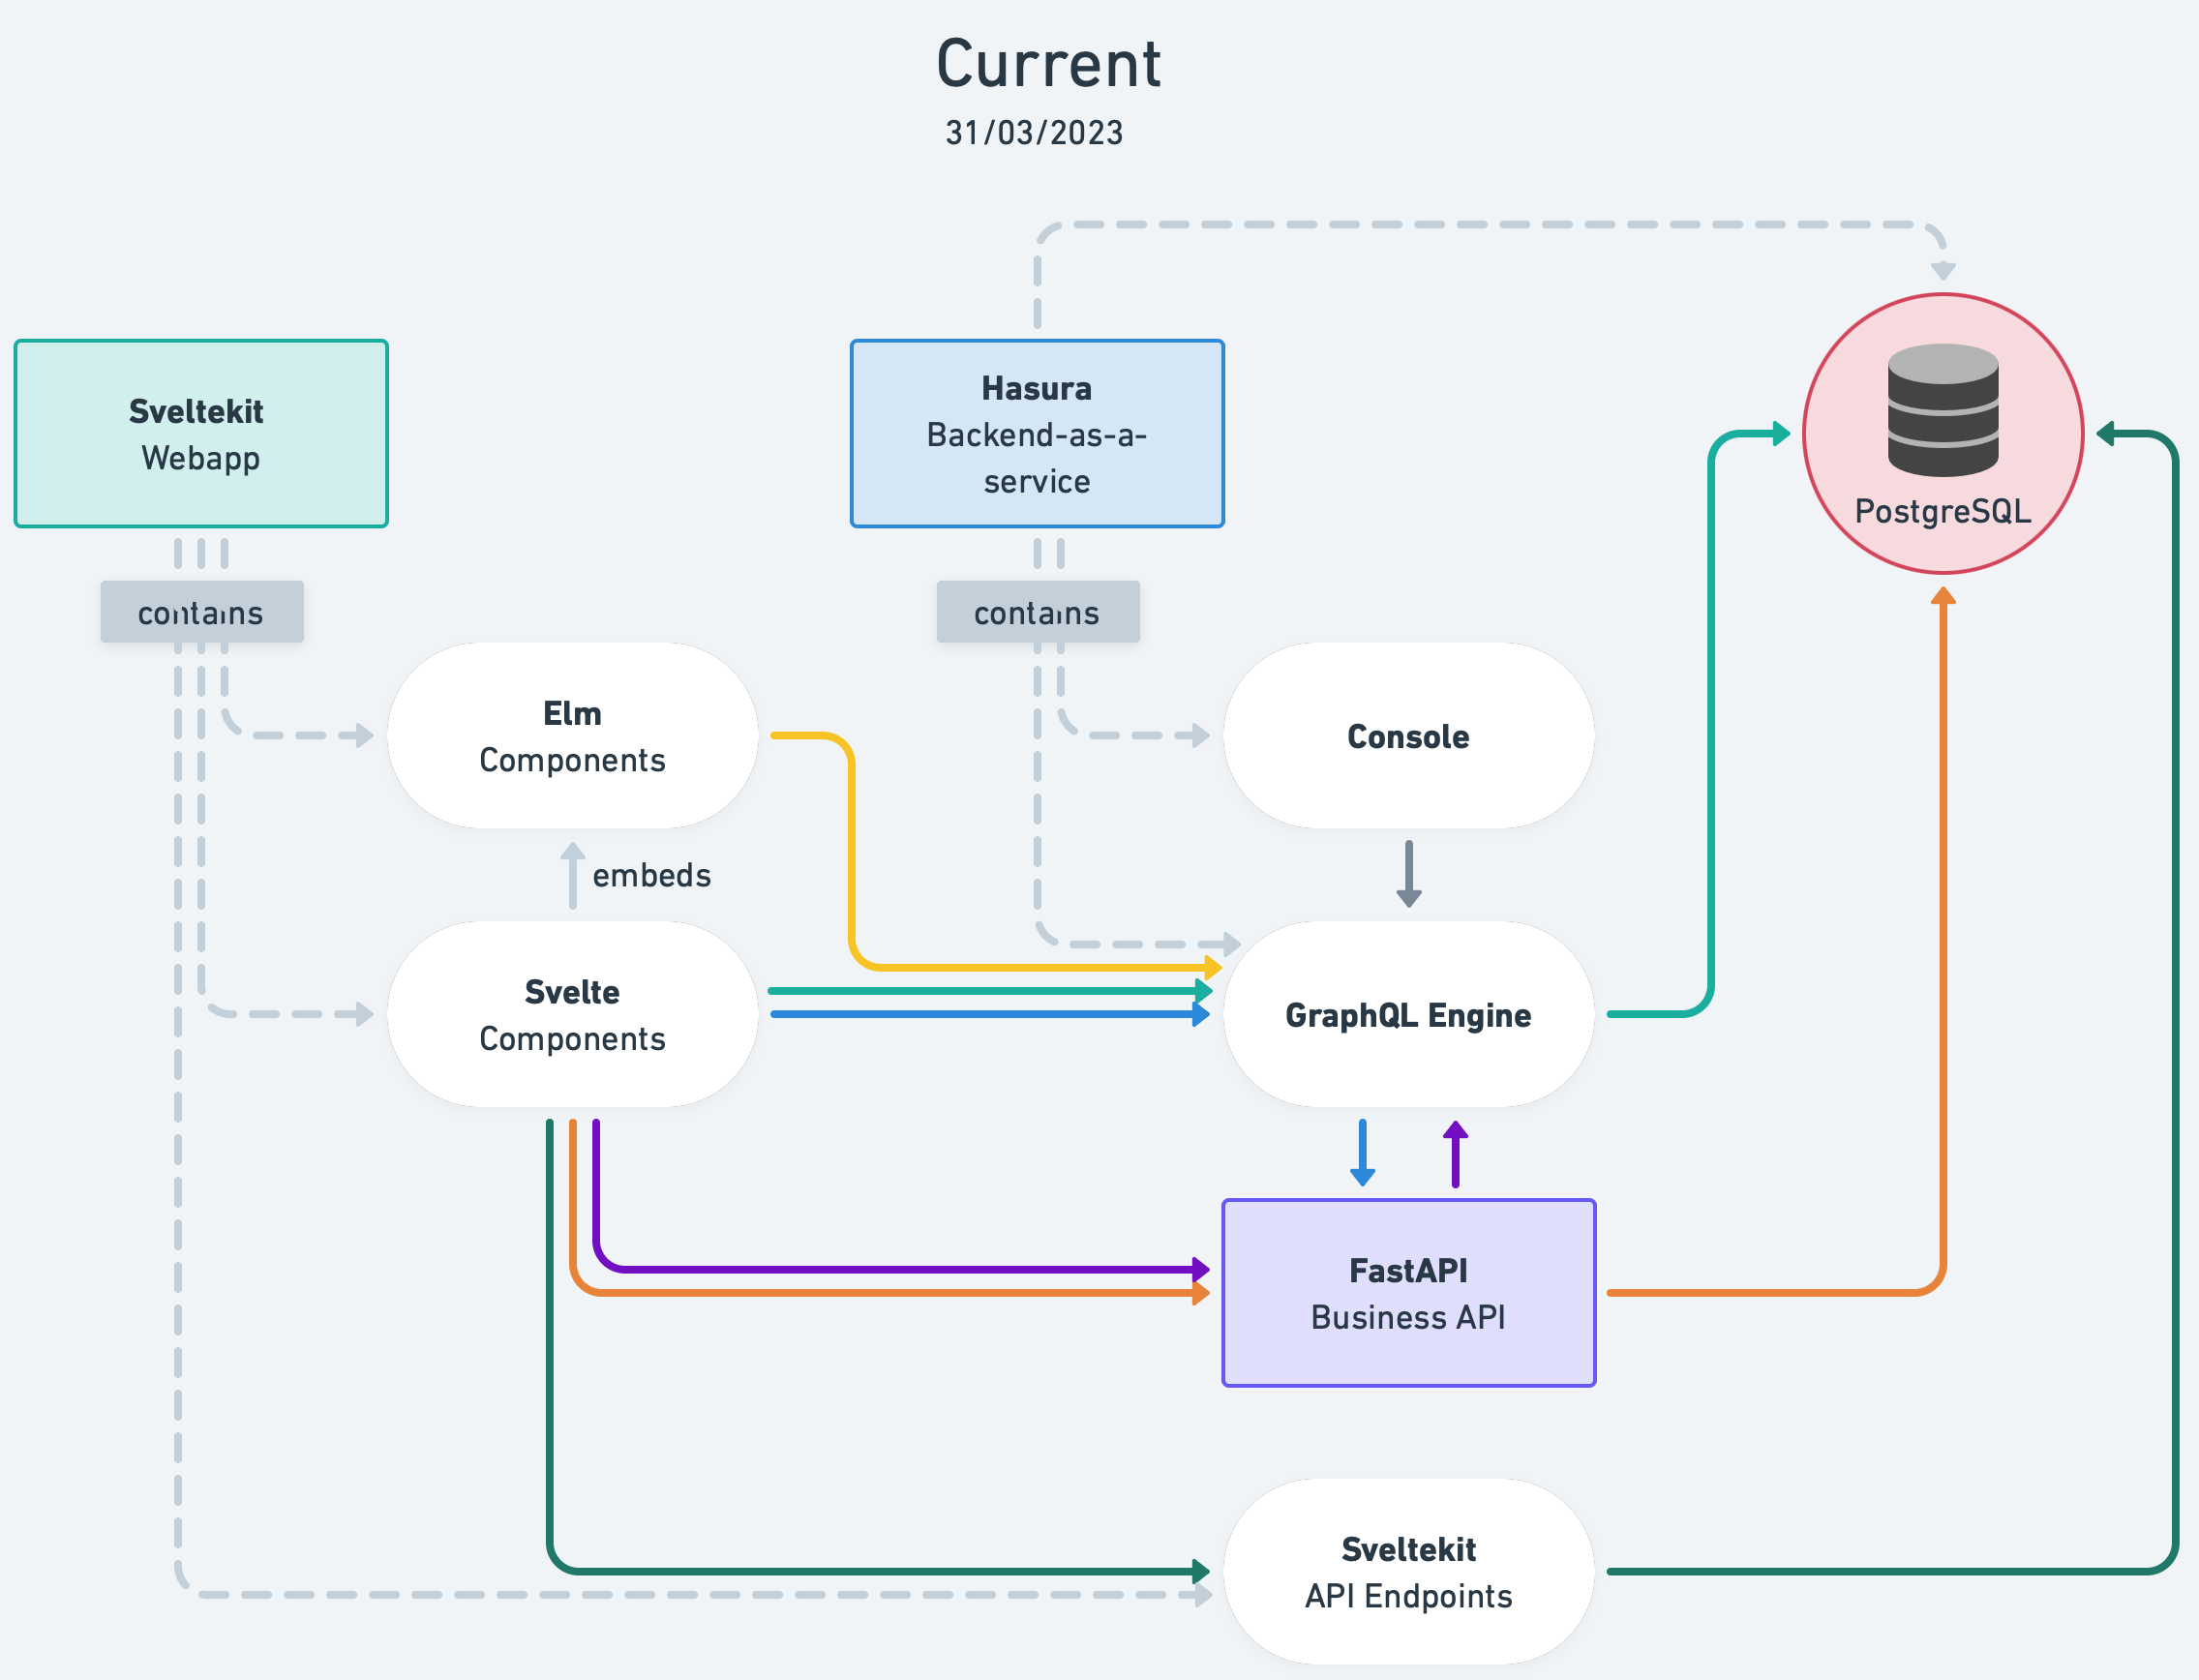 Current
31/03/2023
Sveltekit
Webapp
Hasura
Backend-as-a-
service
PostgreSQL
contains
contains
Elm
Components
Console
embeds
Svelte
Components
GraphQL Engine
FastAPI
Business API
Sveltekit
API Endpoints